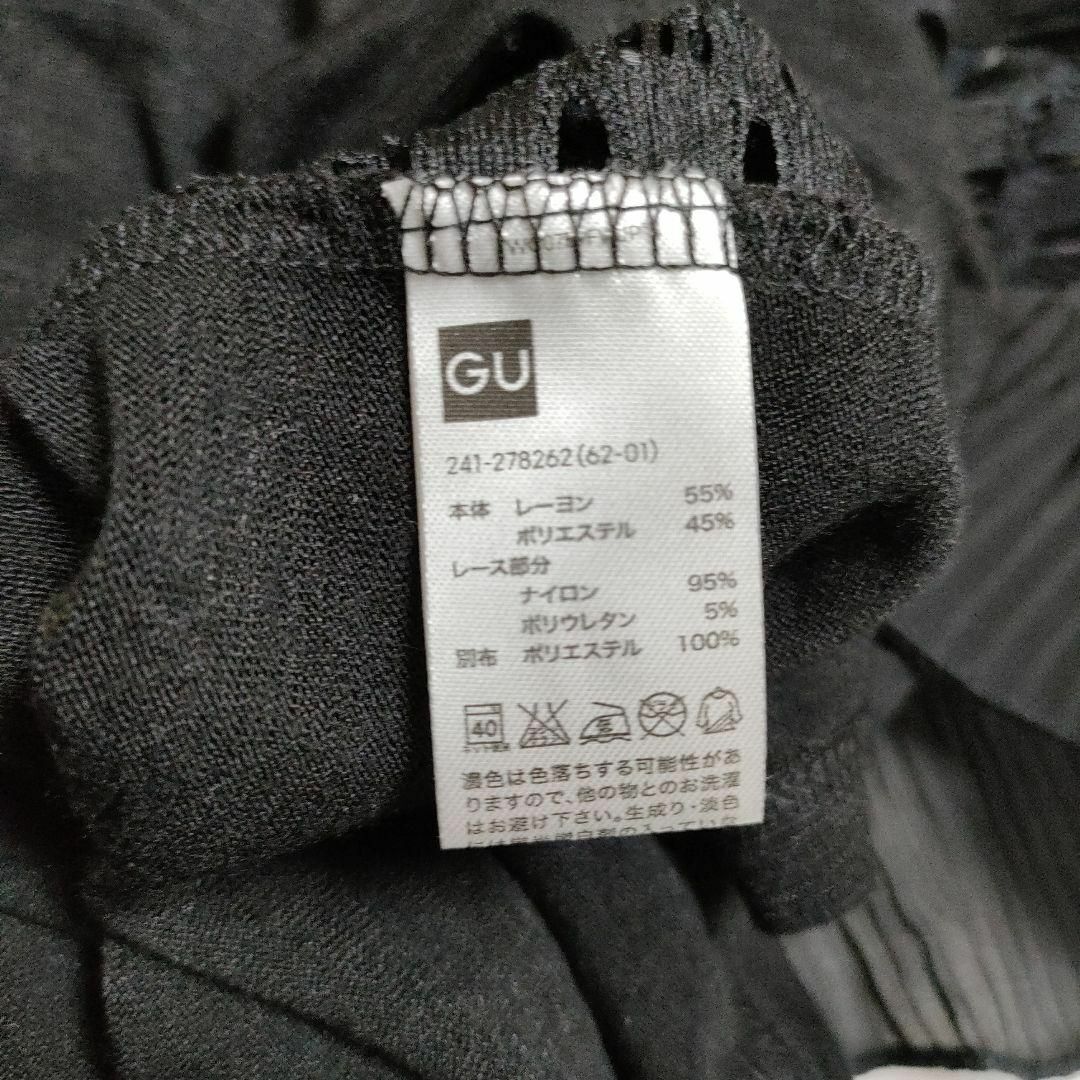 GU
241-278262(62-01)
本体 レーヨン 55%
ポリエステル 45%
レース部分
ナイロン 95%
ポリウレタン 5%
別布 ポリエステル 100%
40
濃色は色落ちする可能性があ
りますので、他の物とのお洗濯
はお避け下さい。生成り・淡色